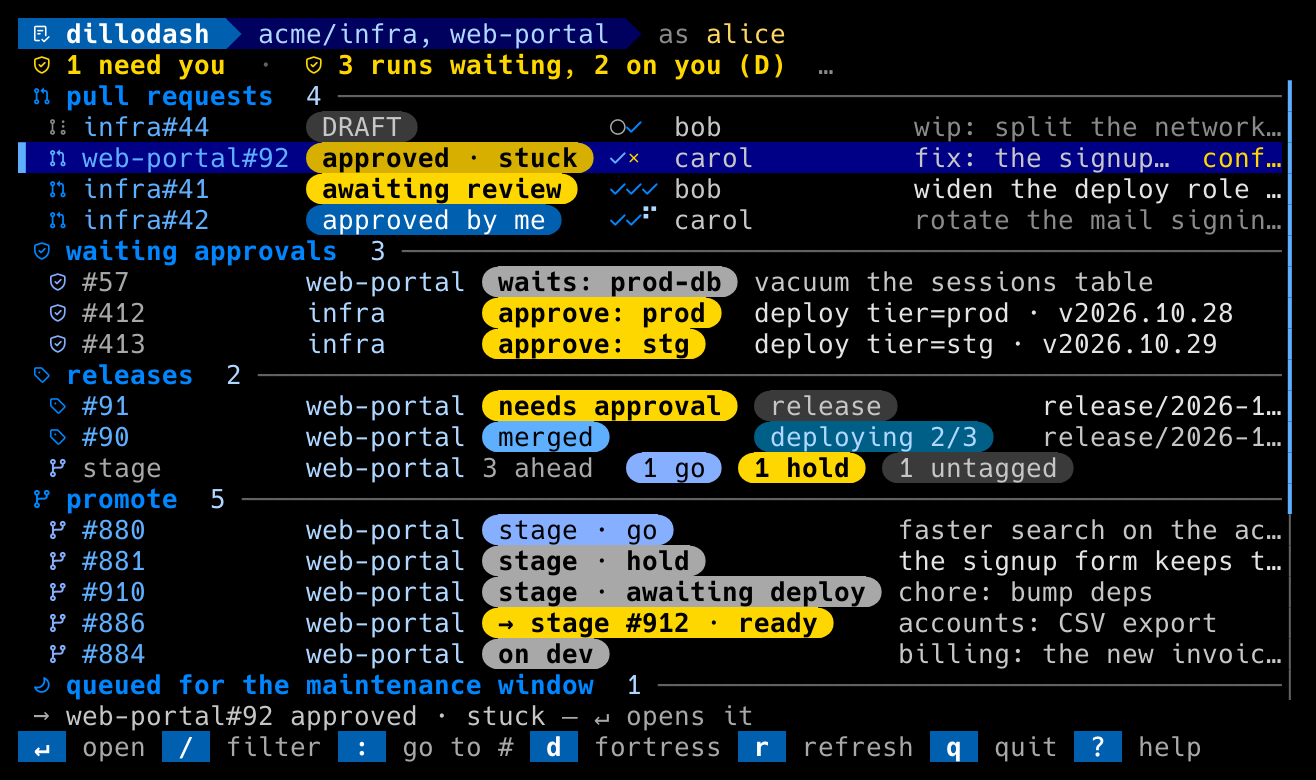 dillodash acme/infra, web-portal as alice
1 need you · 3 runs waiting, 2 on you (D) …
pull requests 4
infra#44 DRAFT ○✓ bob wip: split the network…
web-portal#92 approved · stuck ✓× carol fix: the signup… conf…
infra#41 awaiting review ✓✓✓ bob widen the deploy role …
infra#42 approved by me ✓✓ carol rotate the mail signin…
waiting approvals 3
#57 web-portal waits: prod-db vacuum the sessions table
#412 infra approve: prod deploy tier=prod · v2026.10.28
#413 infra approve: stg deploy tier=stg · v2026.10.29
releases 2
#91 web-portal needs approval release release/2026-1…
#90 web-portal merged deploying 2/3 release/2026-1…
stage web-portal 3 ahead 1 go 1 hold 1 untagged
promote 5
#880 web-portal stage · go faster search on the ac…
#881 web-portal stage · hold the signup form keeps t…
#910 web-portal stage · awaiting deploy chore: bump deps
#886 web-portal → stage #912 · ready accounts: CSV export
#884 web-portal on dev billing: the new invoic…
queued for the maintenance window 1
→ web-portal#92 approved · stuck — ↵ opens it
↵ open / filter : go to # d fortress r refresh q quit ? help